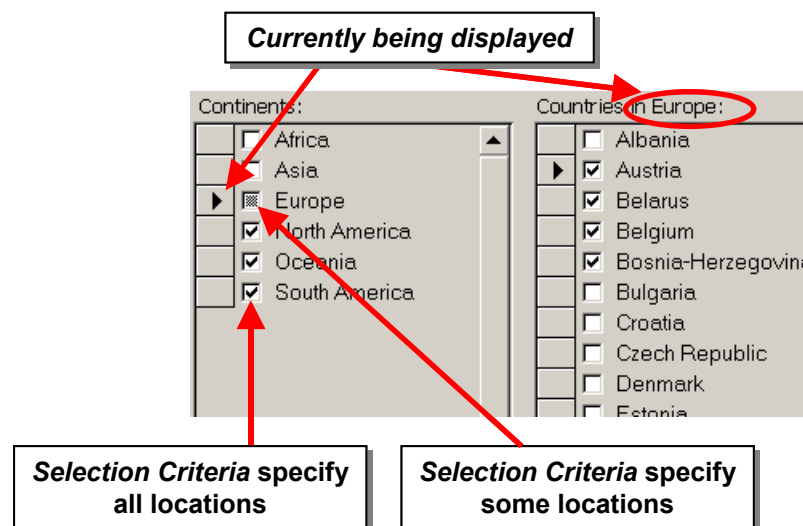 Currently being displayed
Continents:
Africa
Asia
Europe
North America
Oceania
South America
Countries in Europe:
Albania
Austria
Belarus
Belgium
Bosnia-Herzegovina
Bulgaria
Croatia
Czech Republic
Denmark
Estonia
Selection Criteria specify
all locations
Selection Criteria specify
some locations